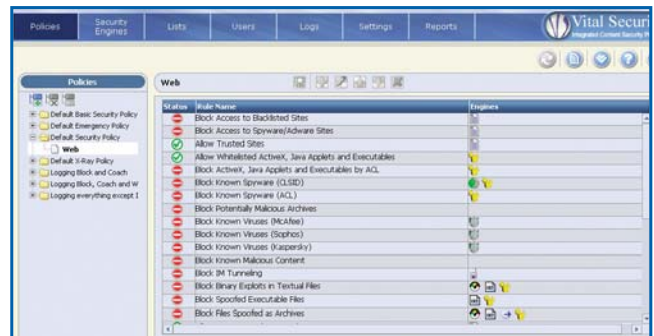 Policies
Security Engines
Lists
Users
Logs
Settings
Reports
Vital Securi
Integrated Content Security
Policies
Default Basic Security Policy
Default Emergency Policy
Default Security Policy
Web
Default X-Ray Policy
Logging Block and Coach
Logging Block, Coach and W
Logging everything except I
Web
Status Rule Name Engines
Block Access to Blacklisted Sites
Block Access to Spyware/Adware Sites
Allow Trusted Sites
Allow Whitelisted ActiveX, Java Applets and Executables
Block ActiveX, Java Applets and Executables by ACL
Block Known Spyware (CLSID)
Block Known Spyware (ACL)
Block Potentially Malicious Archives
Block Known Viruses (McAfee)
Block Known Viruses (Sophos)
Block Known Viruses (Kaspersky)
Block Known Malicious Content
Block IM Tunneling
Block Binary Exploits in Textual Files
Block Spoofed Executable Files
Block Files Spoofed as Archives